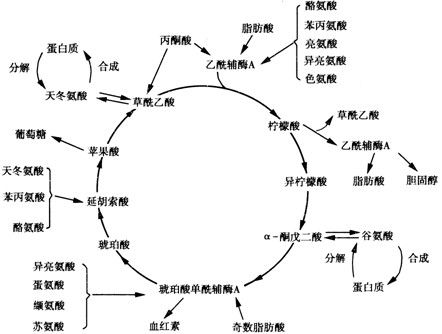 酪氨酸
苯丙氨酸
亮氨酸
异亮氨酸
色氨酸
脂肪酸
丙酮酸
乙酰辅酶A
蛋白质
分解
合成
天冬氨酸
草酰乙酸
柠檬酸
草酰乙酸
乙酰辅酶A
脂肪酸
胆固醇
葡萄糖
苹果酸
异柠檬酸
天冬氨酸
苯丙氨酸
酪氨酸
延胡索酸
α-酮戊二酸
谷氨酸
分解
合成
蛋白质
琥珀酸
异亮氨酸
蛋氨酸
缬氨酸
苏氨酸
琥珀酸单酰辅酶A
血红素
奇数脂肪酸